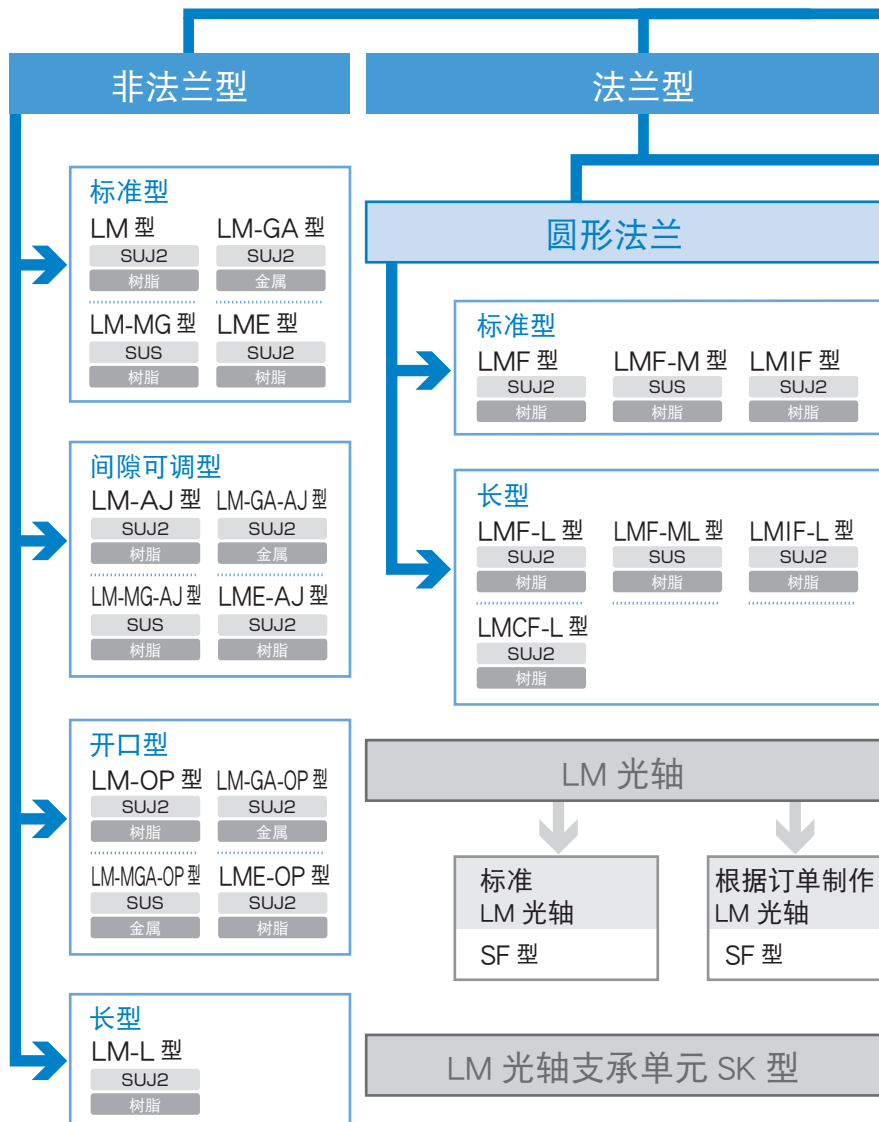 非法兰型
法兰型
标准型
LM 型 LM-GA 型
SUJ2 SUJ2
树脂 金属
LM-MG 型 LME 型
SUS SUJ2
树脂 树脂
间隙可调型
LM-AJ 型 LM-GA-AJ 型
SUJ2 SUJ2
树脂 金属
LM-MG-AJ 型 LME-AJ 型
SUS SUJ2
树脂 树脂
开口型
LM-OP 型 LM-GA-OP 型
SUJ2 SUJ2
树脂 金属
LM-MGA-OP 型 LME-OP 型
SUS SUJ2
金属 树脂
长型
LM-L 型
SUJ2
树脂
圆形法兰
标准型
LMF 型 LMF-M 型 LMIF 型
SUJ2 SUS SUJ2
树脂 树脂 树脂
长型
LMF-L 型 LMF-ML 型 LMIF-L 型
SUJ2 SUS SUJ2
树脂 树脂 树脂
LMCF-L 型
SUJ2
树脂
LM 光轴
标准
LM 光轴
SF 型
根据订单制作
LM 光轴
SF 型
LM 光轴支承单元 SK 型